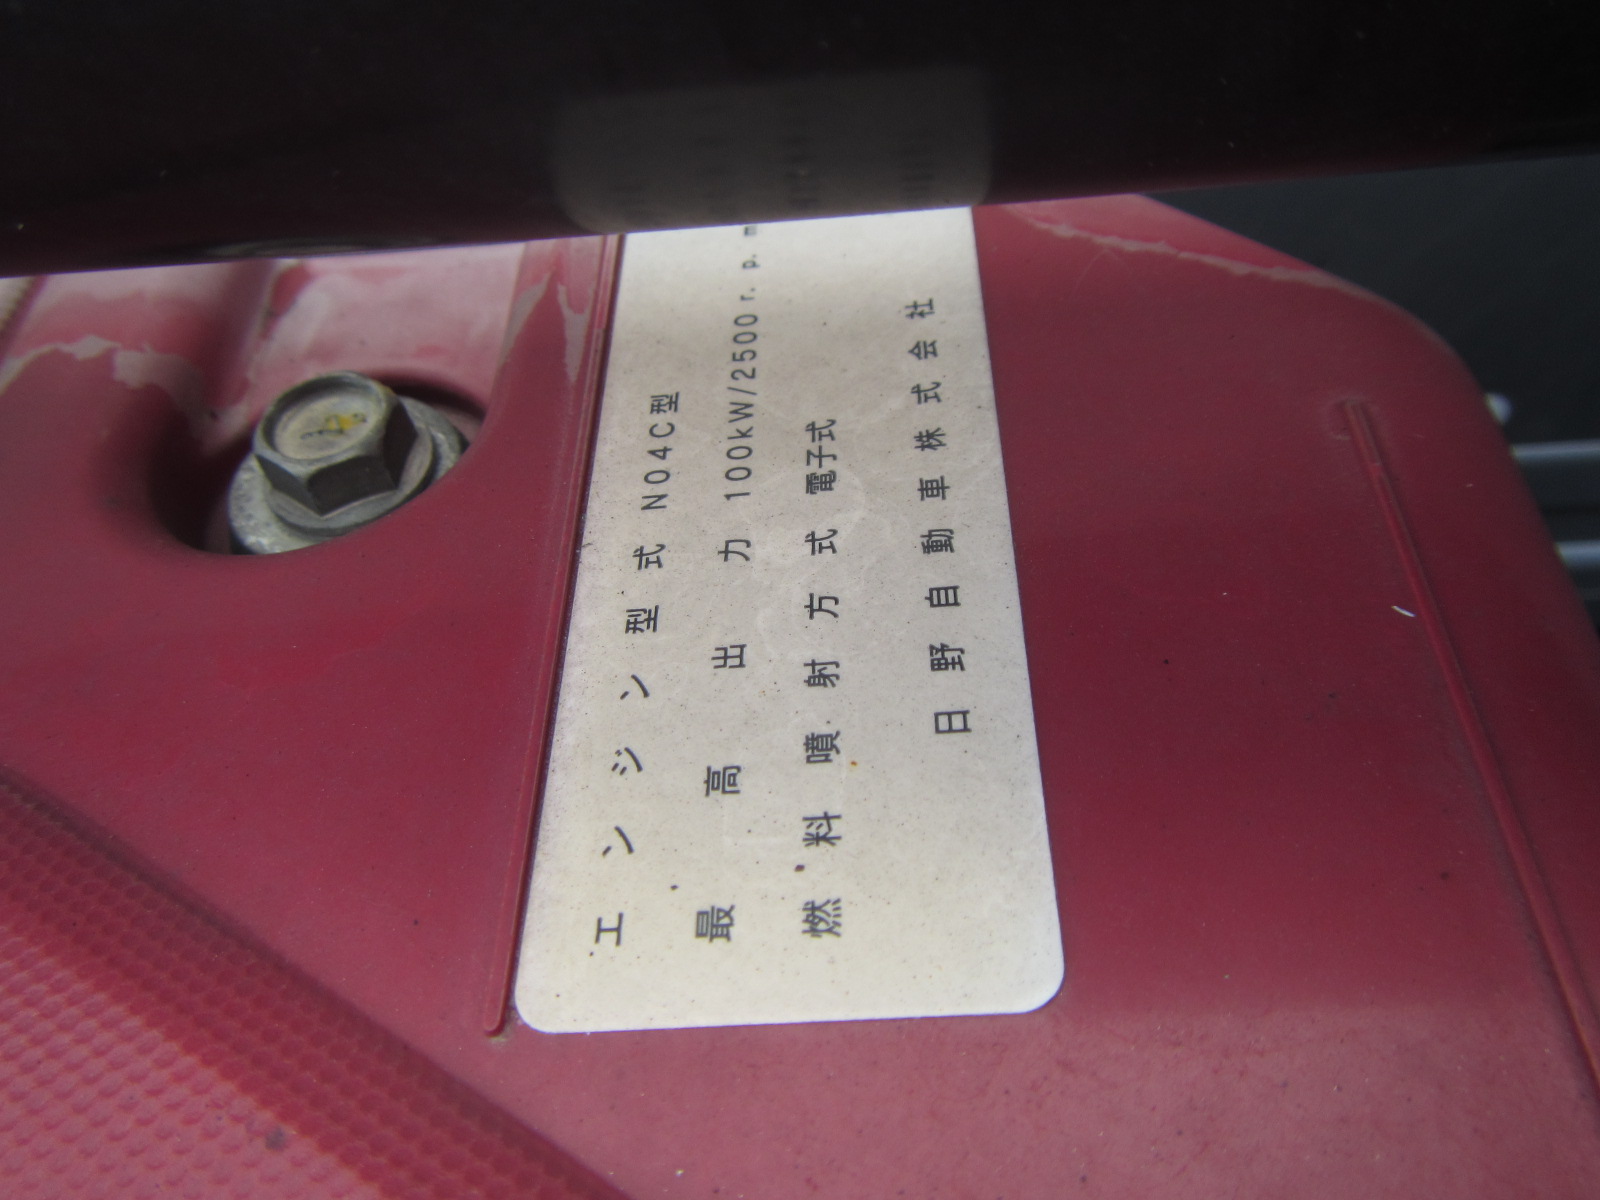 エンジン型式 N04C型
最高出力 100kW/2500r.p.m
燃料噴射方式 電子式
日野自動車株式会社